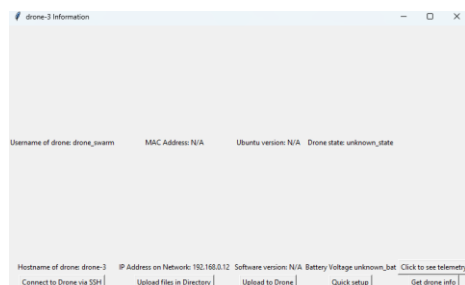 drone-3 Information
Username of drone: drone_swarm MAC Address: N/A Ubuntu version: N/A Drone state: unknown_state
Hostname of drone: drone-3 IP Address on Network: 192.168.0.12 Software version: N/A Battery Voltage unknown_bat Click to see telemetry
Connect to Drone via SSH Upload files in Directory Upload to Drone Quick setup Get drone info